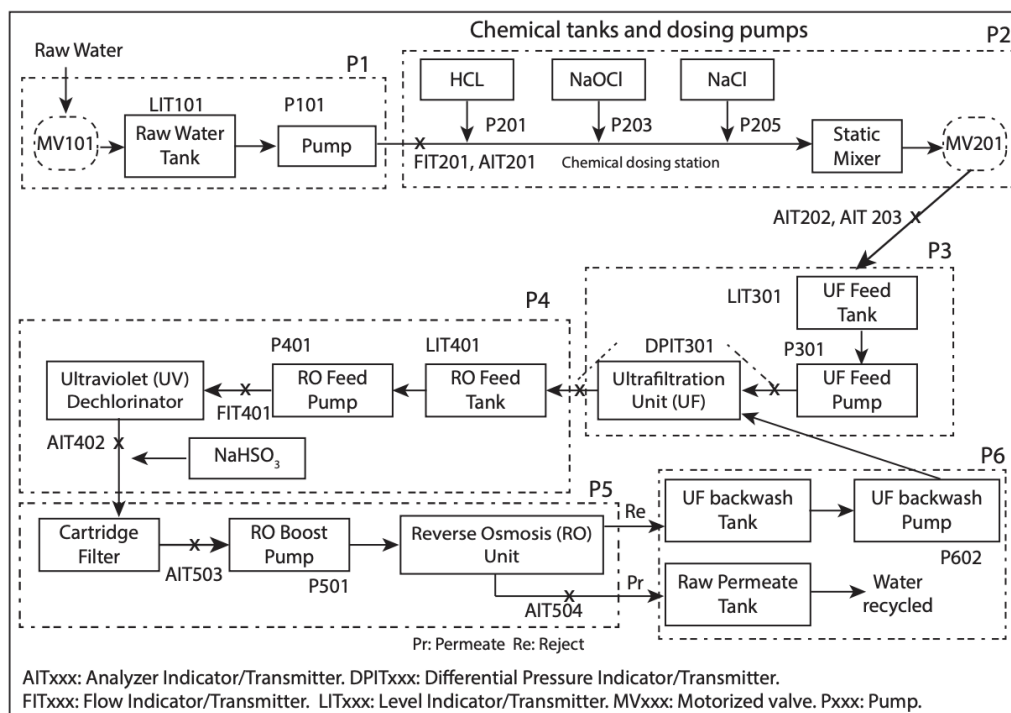 Chemical tanks and dosing pumps
P2
Raw Water
P1
HCL
NaOCl
NaCl
LIT101
P101
P201
P203
P205
MV101
Raw Water
Tank
Pump
Static
Mixer
MV201
FIT201, AIT201
Chemical dosing station
AIT202, AIT 203
P3
LIT301
UF Feed
Tank
P4
P401
LIT401
DPIT301
P301
Ultraviolet (UV)
Dechlorinator
FIT401
RO Feed
Pump
RO Feed
Tank
Ultrafiltration
Unit (UF)
UF Feed
Pump
AIT402
NaHSO3
P6
P5
Cartridge
Filter
AIT503
RO Boost
Pump
P501
Reverse Osmosis (RO)
Unit
Re
UF backwash
Tank
UF backwash
Pump
P602
AIT504
Pr
Raw Permeate
Tank
Water
recycled
Pr: Permeate Re: Reject
AITxxx: Analyzer Indicator/Transmitter. DPITxxx: Differential Pressure Indicator/Transmitter.
FITxxx: Flow Indicator/Transmitter. LITxxx: Level Indicator/Transmitter. MVxxx: Motorized valve. Pxxx: Pump.